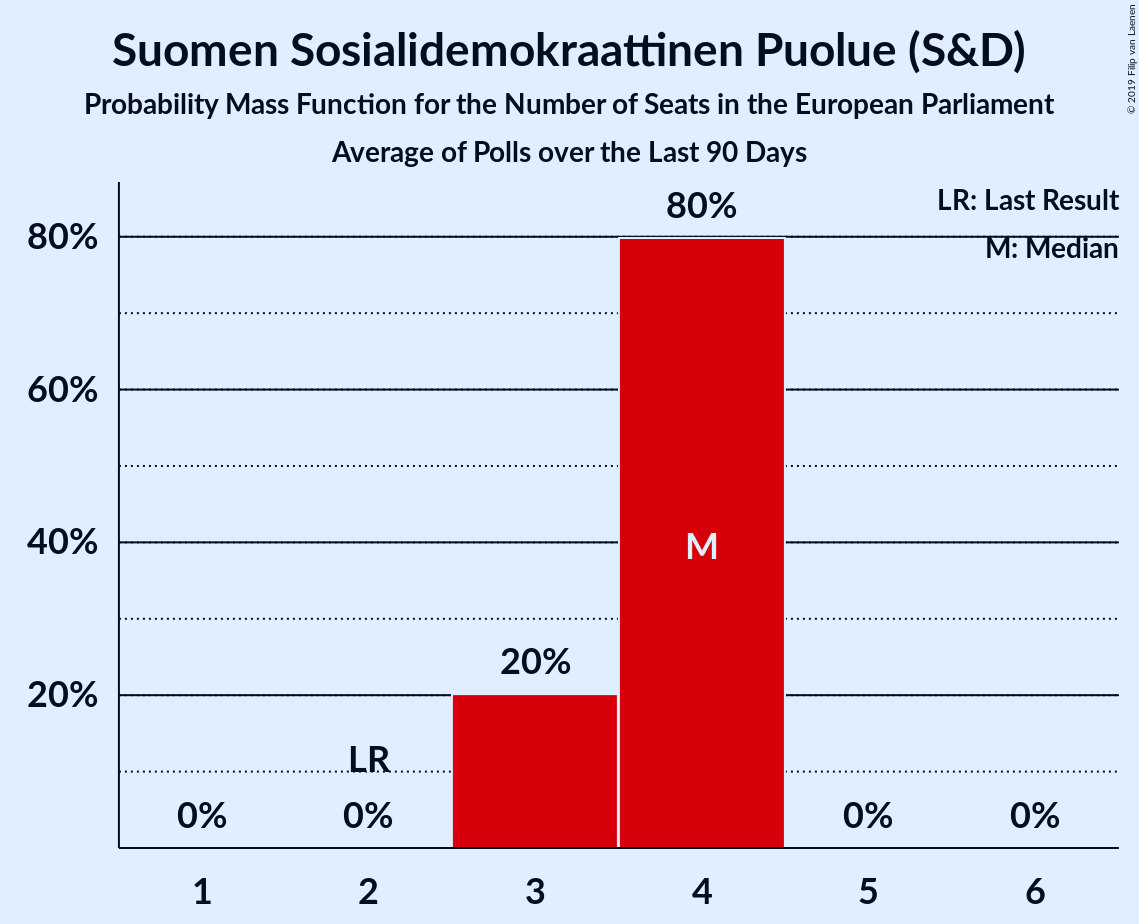 Suomen Sosialidemokraattinen Puolue (S&D)
Probability Mass Function for the Number of Seats in the European Parliament
Average of Polls over the Last 90 Days
© 2019 Filip van Laenen
LR: Last Result
M: Median
80%
60%
40%
20%
0%
LR
0%
20%
80%
M
0%
0%
1 2 3 4 5 6